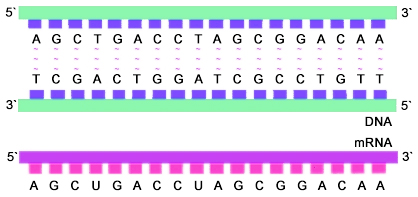 5` 3`
A G C T G A C C T A G C G G A C A A
T C G A C T G G A T C G C C T G T T
3` 5`
DNA
mRNA
5` 3`
A G C U G A C C U A G C G G A C A A